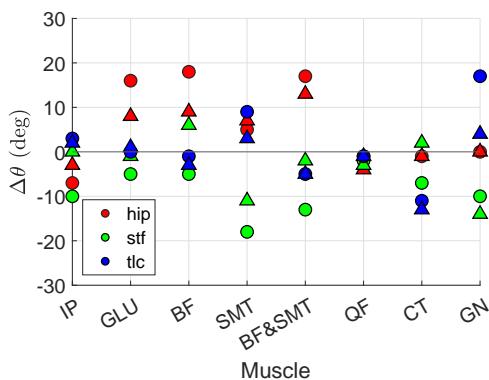 30
20
10
0
-10
-20
-30
Δθ (deg)
hip
stf
tlc
IP
GLU
BF
SMT
BF&SMT
QF
CT
GN
Muscle